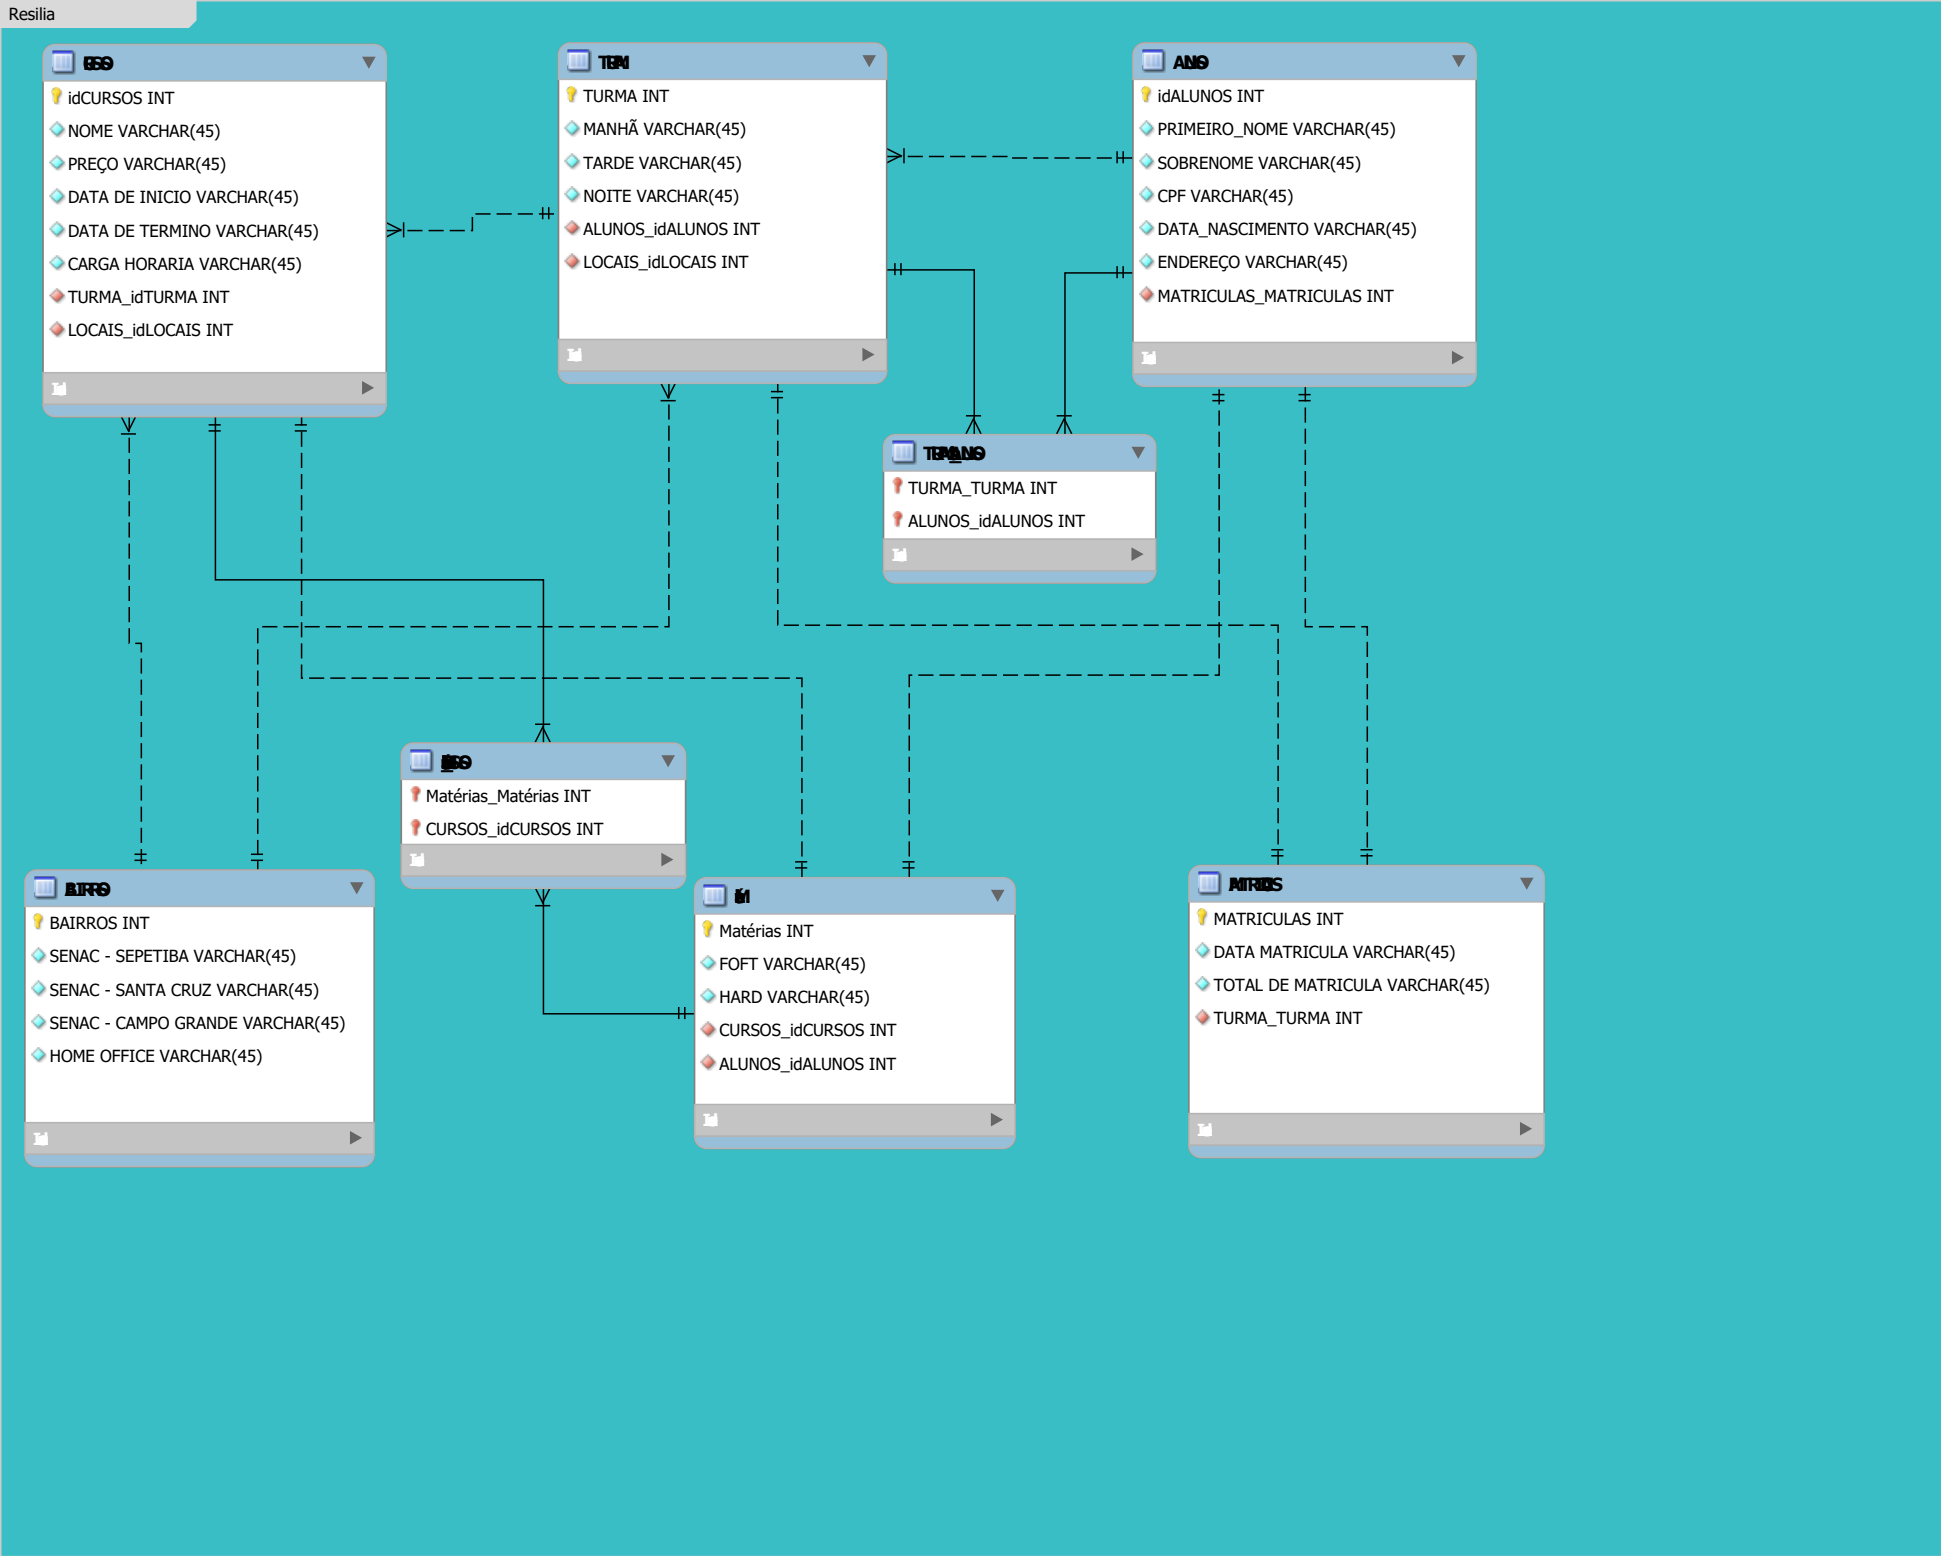 Resilia
idCURSOS INT
NOME VARCHAR(45)
PREÇO VARCHAR(45)
DATA DE INICIO VARCHAR(45)
DATA DE TERMINO VARCHAR(45)
CARGA HORARIA VARCHAR(45)
TURMA_idTURMA INT
LOCAIS_idLOCAIS INT
TURMA INT
MANHÃ VARCHAR(45)
TARDE VARCHAR(45)
NOITE VARCHAR(45)
ALUNOS_idALUNOS INT
LOCAIS_idLOCAIS INT
idALUNOS INT
PRIMEIRO_NOME VARCHAR(45)
SOBRENOME VARCHAR(45)
CPF VARCHAR(45)
DATA_NASCIMENTO VARCHAR(45)
ENDEREÇO VARCHAR(45)
MATRICULAS_MATRICULAS INT
TURMA_TURMA INT
ALUNOS_idALUNOS INT
Matérias_Matérias INT
CURSOS_idCURSOS INT
BAIRROS INT
SENAC - SEPETIBA VARCHAR(45)
SENAC - SANTA CRUZ VARCHAR(45)
SENAC - CAMPO GRANDE VARCHAR(45)
HOME OFFICE VARCHAR(45)
Matérias INT
FOFT VARCHAR(45)
HARD VARCHAR(45)
CURSOS_idCURSOS INT
ALUNOS_idALUNOS INT
MATRICULAS INT
DATA MATRICULA VARCHAR(45)
TOTAL DE MATRICULA VARCHAR(45)
TURMA_TURMA INT